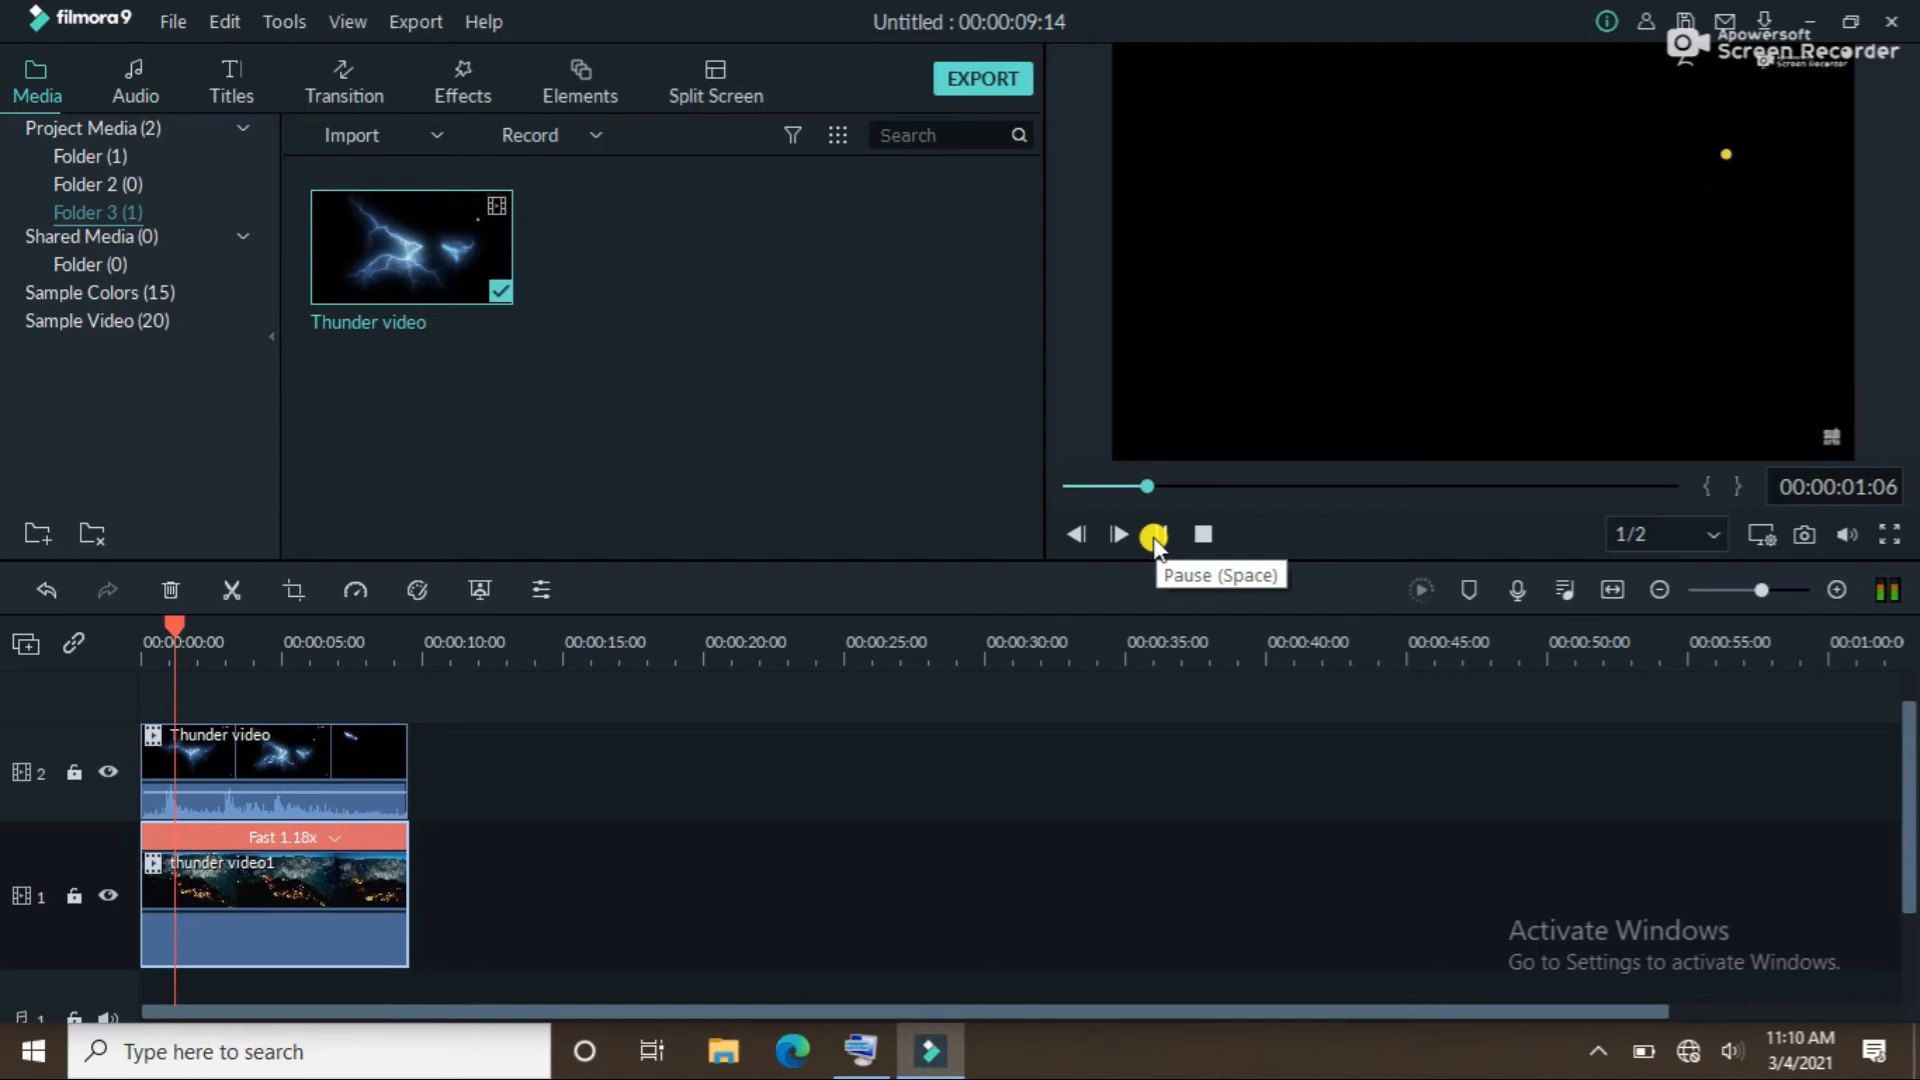 filmora9
File Edit Tools View Export Help
Untitled : 00:00:09:14
Apowersoft
Screen Recorder
Screen Recorder
Media Audio Titles Transition Effects Elements Split Screen
EXPORT
Project Media (2)
Folder (1)
Folder 2 (0)
Folder 3 (1)
Shared Media (0)
Folder (0)
Sample Colors (15)
Sample Video (20)
Import Record Search
Thunder video
00:00:01:06
1/2
Pause (Space)
00:00:00:00 00:00:05:00 00:00:10:00 00:00:15:00 00:00:20:00 00:00:25:00 00:00:30:00 00:00:35:00 00:00:40:00 00:00:45:00 00:00:50:00 00:00:55:00 00:01:00:0
Thunder video
2
Fast 1.18x
thunder video1
1
1
Activate Windows
Go to Settings to activate Windows.
Type here to search
11:10 AM
3/4/2021